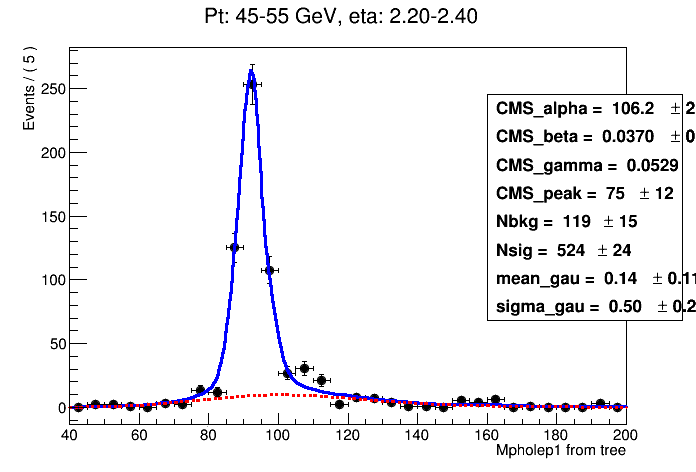 Pt: 45-55 GeV, eta: 2.20-2.40
Events / ( 5 )
250
200
150
100
50
0
CMS_alpha = 106.2 ± 2
CMS_beta = 0.0370 ± 0
CMS_gamma = 0.0529
CMS_peak = 75 ± 12
Nbkg = 119 ± 15
Nsig = 524 ± 24
mean_gau = 0.14 ± 0.11
sigma_gau = 0.50 ± 0.2
40 60 80 100 120 140 160 180 200
Mpholep1 from tree